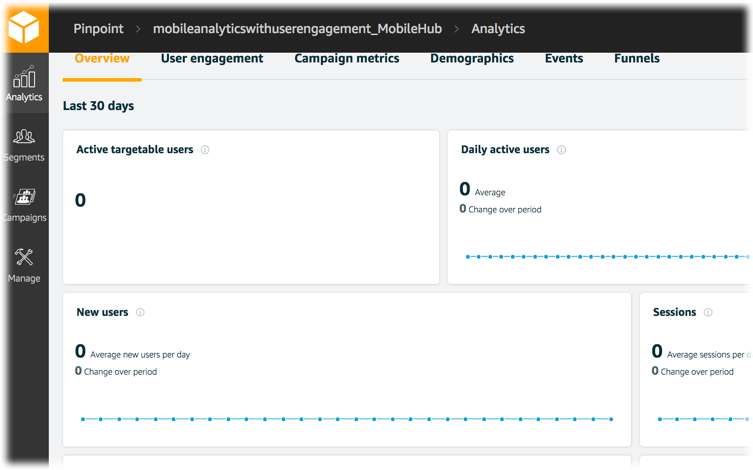 Pinpoint > mobileanalyticswithuserengagement_MobileHub > Analytics
Overview User engagement Campaign metrics Demographics Events Funnels
Analytics
Segments
Campaigns
Manage
Last 30 days
Active targetable users
0
Daily active users
0 Average
0 Change over period
New users
0 Average new users per day
0 Change over period
Sessions
0 Average sessions per d
0 Change over period